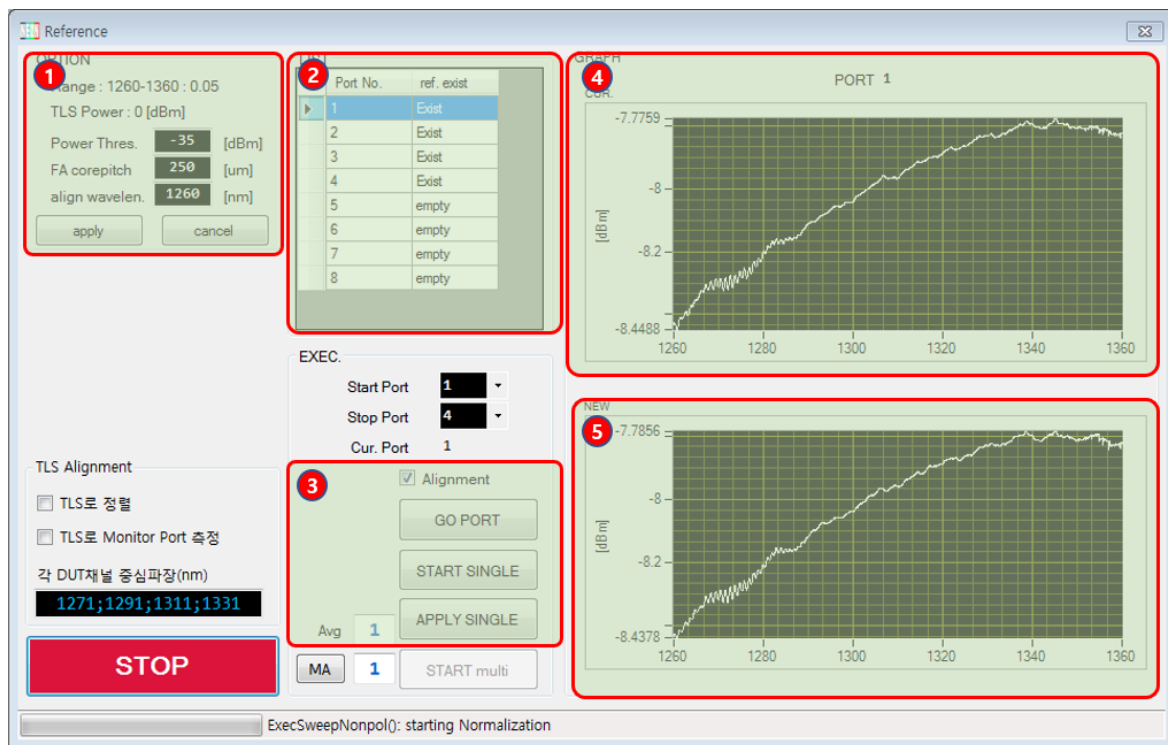 Reference
OPTION
Range : 1260-1360 : 0.05
TLS Power : 0 [dBm]
Power Thres. -35 [dBm]
FA corepitch 250 [um]
align wavelen. 1260 [nm]
apply cancel
1
LIST
2
Port No. ref. exist
1 Exist
2 Exist
3 Exist
4 Exist
5 empty
6 empty
7 empty
8 empty
EXEC.
Start Port 1
Stop Port 4
Cur. Port 1
3
Alignment
GO PORT
START SINGLE
APPLY SINGLE
Avg 1
MA 1 START multi
TLS Alignment
TLS로 정렬
TLS로 Monitor Port 측정
각 DUT채널 중심파장(nm)
1271;1291;1311;1331
STOP
GRAPH
4
PORT 1
CUR.
-7.7759
-8
-8.2
-8.4488
[dBm]
1260 1280 1300 1320 1340 1360
NEW
5
-7.7856
-8
-8.2
-8.4378
[dBm]
1260 1280 1300 1320 1340 1360
ExecSweepNonpol(): starting Normalization